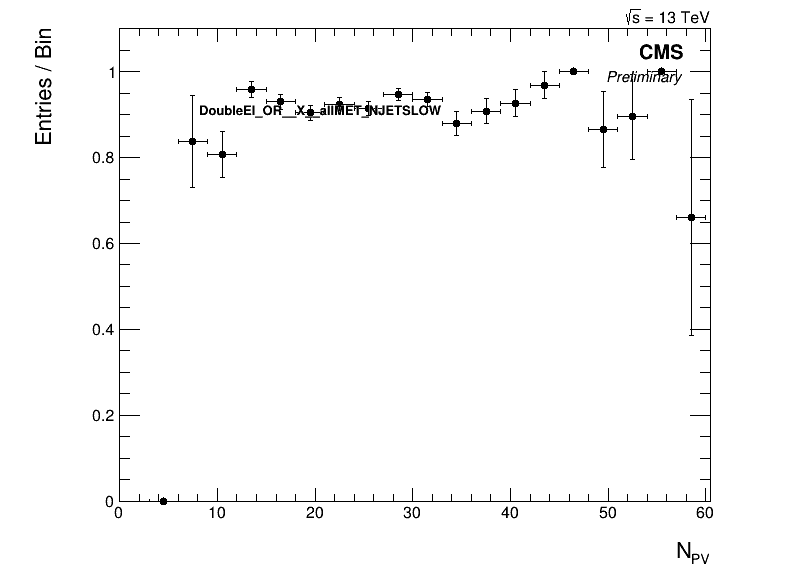 √s = 13 TeV
CMS
Preliminary
Entries / Bin
1
DoubleEl_OR__X__allMET_NJETSLOW
0.8
0.6
0.4
0.2
0
0 10 20 30 40 50 60
N_PV